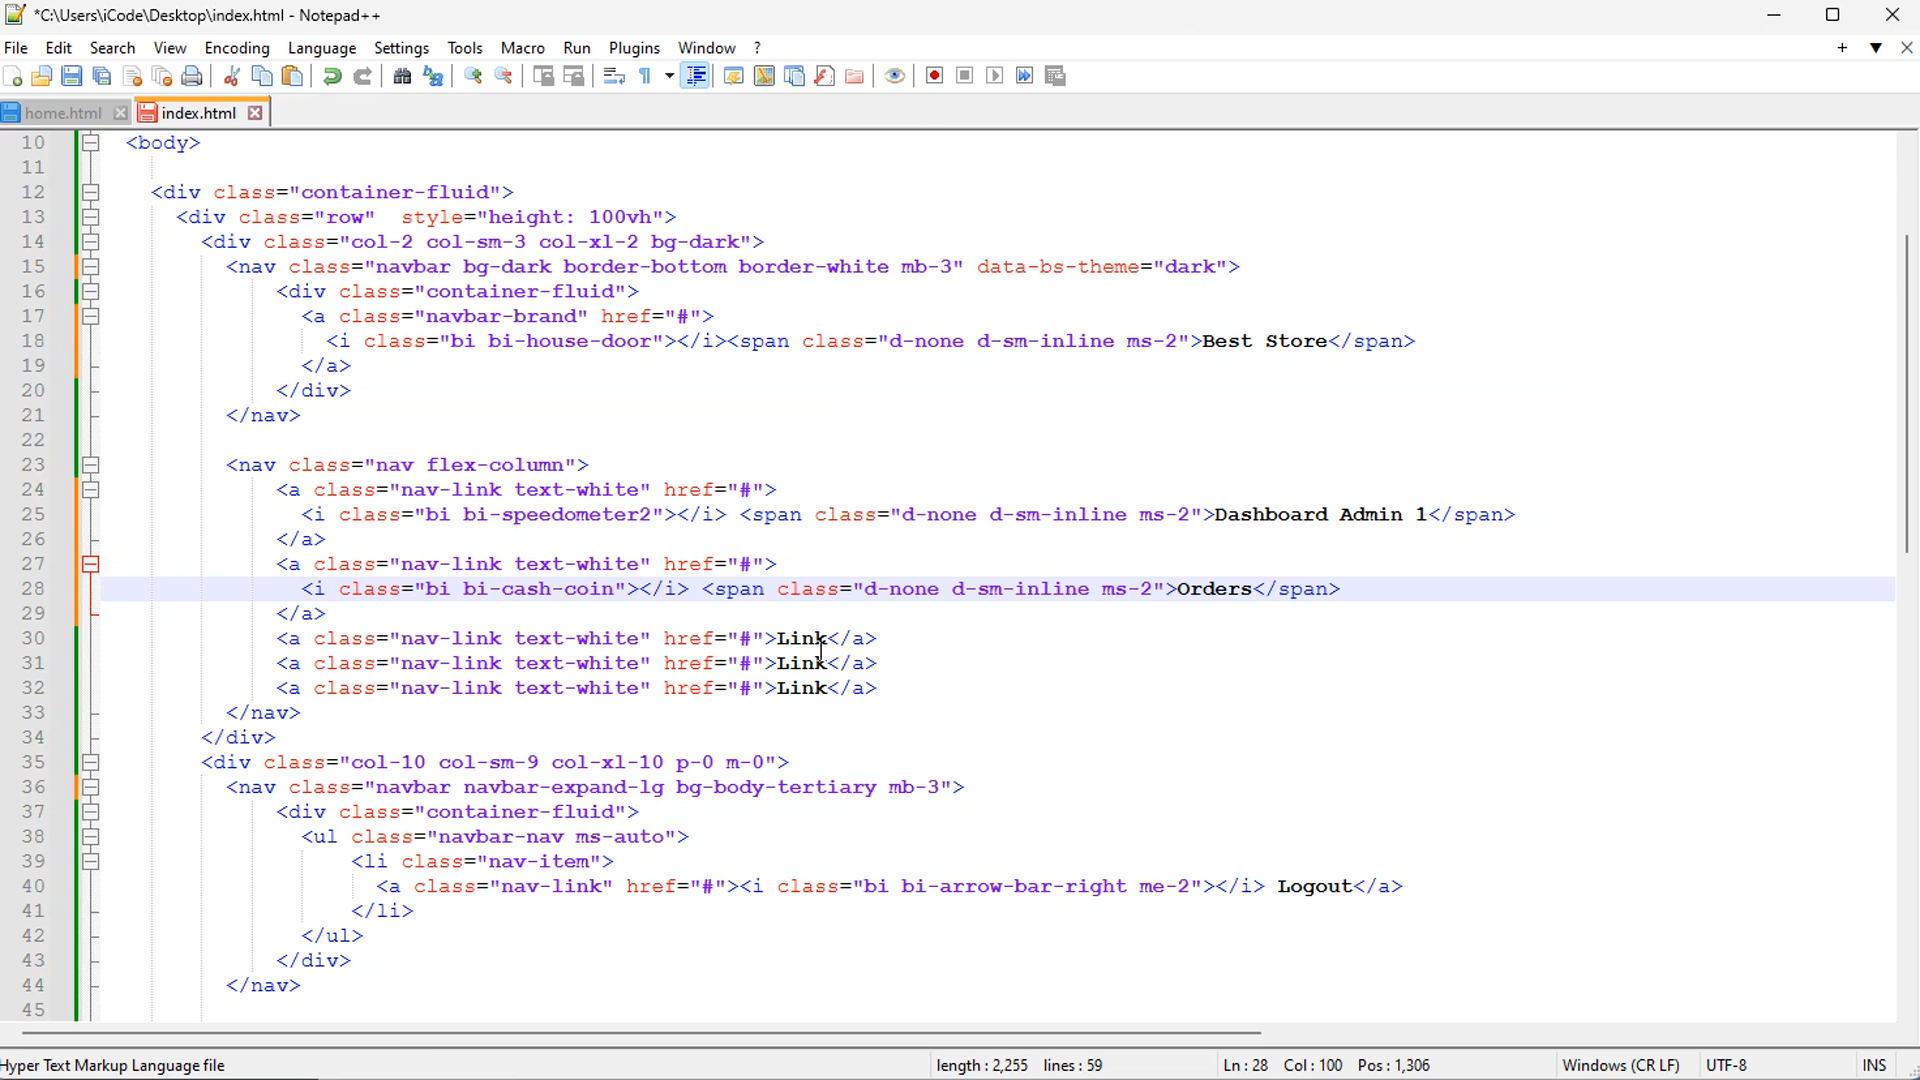 *C:\Users\iCode\Desktop\index.html - Notepad++
File Edit Search View Encoding Language Settings Tools Macro Run Plugins Window ?
home.html index.html
10 <body>
11
12 <div class="container-fluid">
13 <div class="row"  style="height: 100vh">
14 <div class="col-2 col-sm-3 col-xl-2 bg-dark">
15 <nav class="navbar bg-dark border-bottom border-white mb-3" data-bs-theme="dark">
16 <div class="container-fluid">
17 <a class="navbar-brand" href="#">
18 <i class="bi bi-house-door"></i><span class="d-none d-sm-inline ms-2">Best Store</span>
19 </a>
20 </div>
21 </nav>
22
23 <nav class="nav flex-column">
24 <a class="nav-link text-white" href="#">
25 <i class="bi bi-speedometer2"></i> <span class="d-none d-sm-inline ms-2">Dashboard Admin 1</span>
26 </a>
27 <a class="nav-link text-white" href="#">
28 <i class="bi bi-cash-coin"></i> <span class="d-none d-sm-inline ms-2">Orders</span>
29 </a>
30 <a class="nav-link text-white" href="#">Link</a>
31 <a class="nav-link text-white" href="#">Link</a>
32 <a class="nav-link text-white" href="#">Link</a>
33 </nav>
34 </div>
35 <div class="col-10 col-sm-9 col-xl-10 p-0 m-0">
36 <nav class="navbar navbar-expand-lg bg-body-tertiary mb-3">
37 <div class="container-fluid">
38 <ul class="navbar-nav ms-auto">
39 <li class="nav-item">
40 <a class="nav-link" href="#"><i class="bi bi-arrow-bar-right me-2"></i> Logout</a>
41 </li>
42 </ul>
43 </div>
44 </nav>
45
Hyper Text Markup Language file length : 2,255 lines : 59 Ln : 28 Col : 100 Pos : 1,306 Windows (CR LF) UTF-8 INS